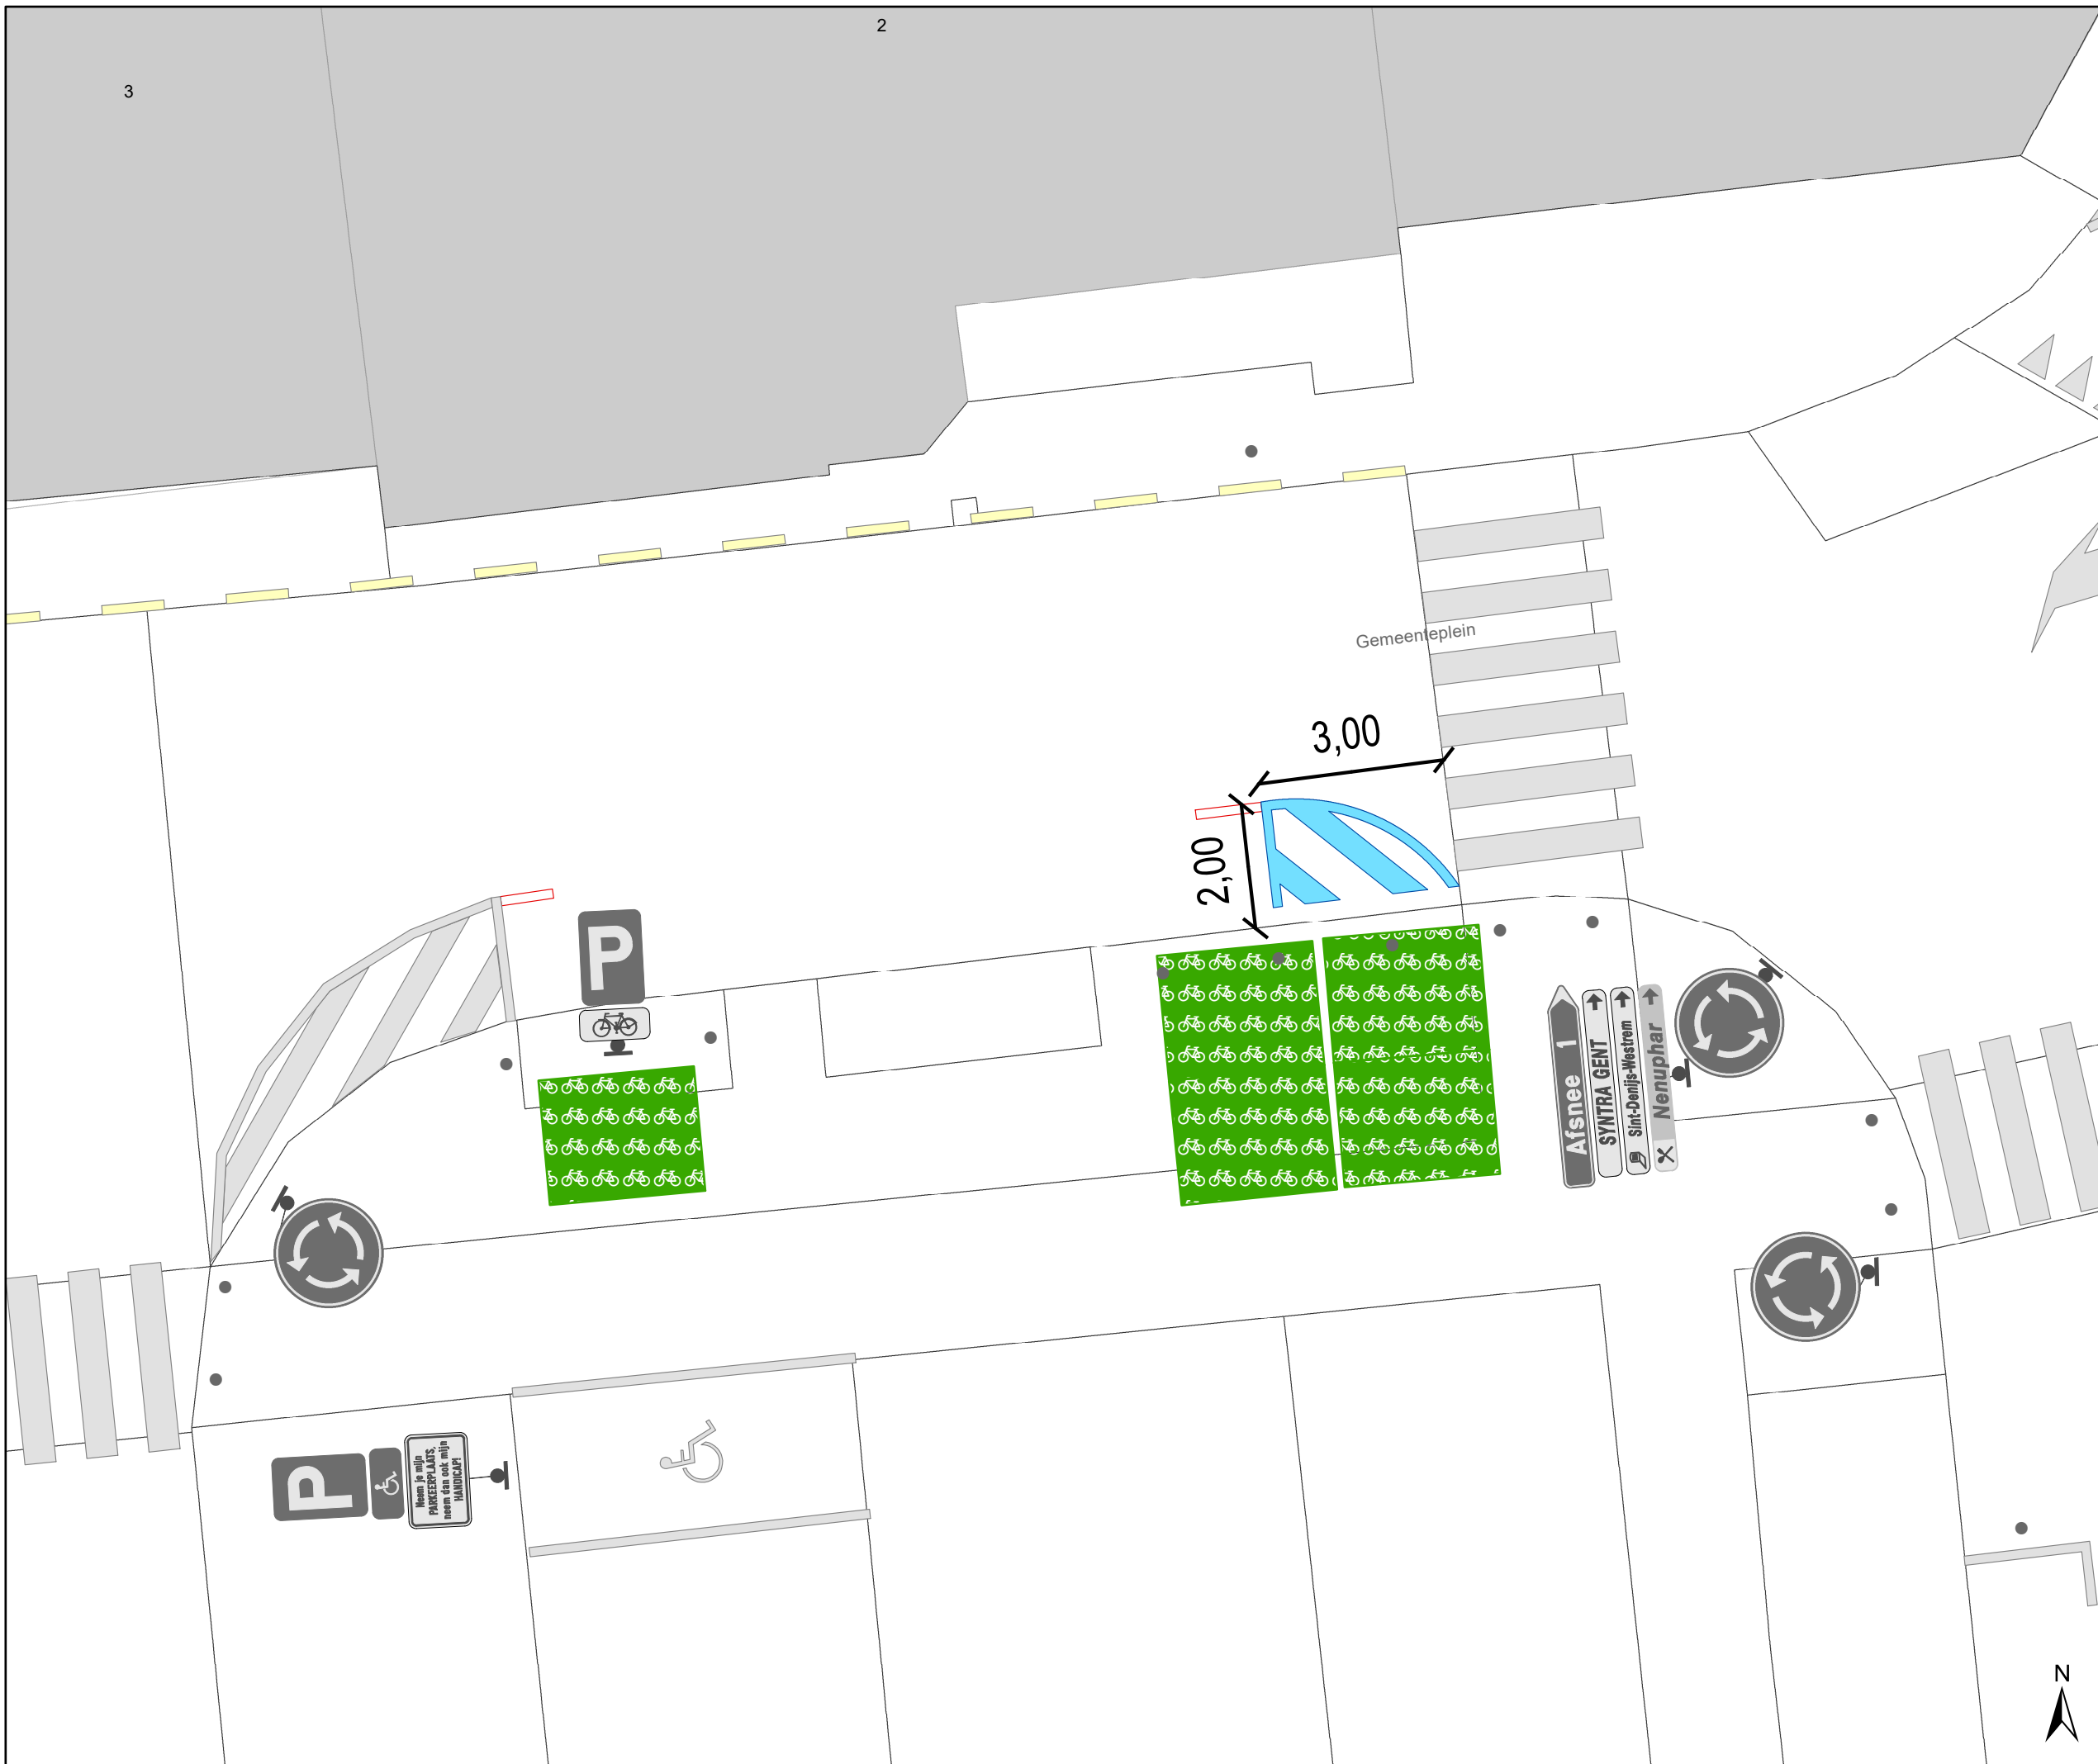 2
3
Gemeenteplein
3,00
2,00
P
Afsnee 1
SYNTRA GENT
Sint-Denijs-Westrem
Nenuphar
P
Neem je mijn
PARKEERPLAATS,
neem dan ook mijn
HANDICAP!
N